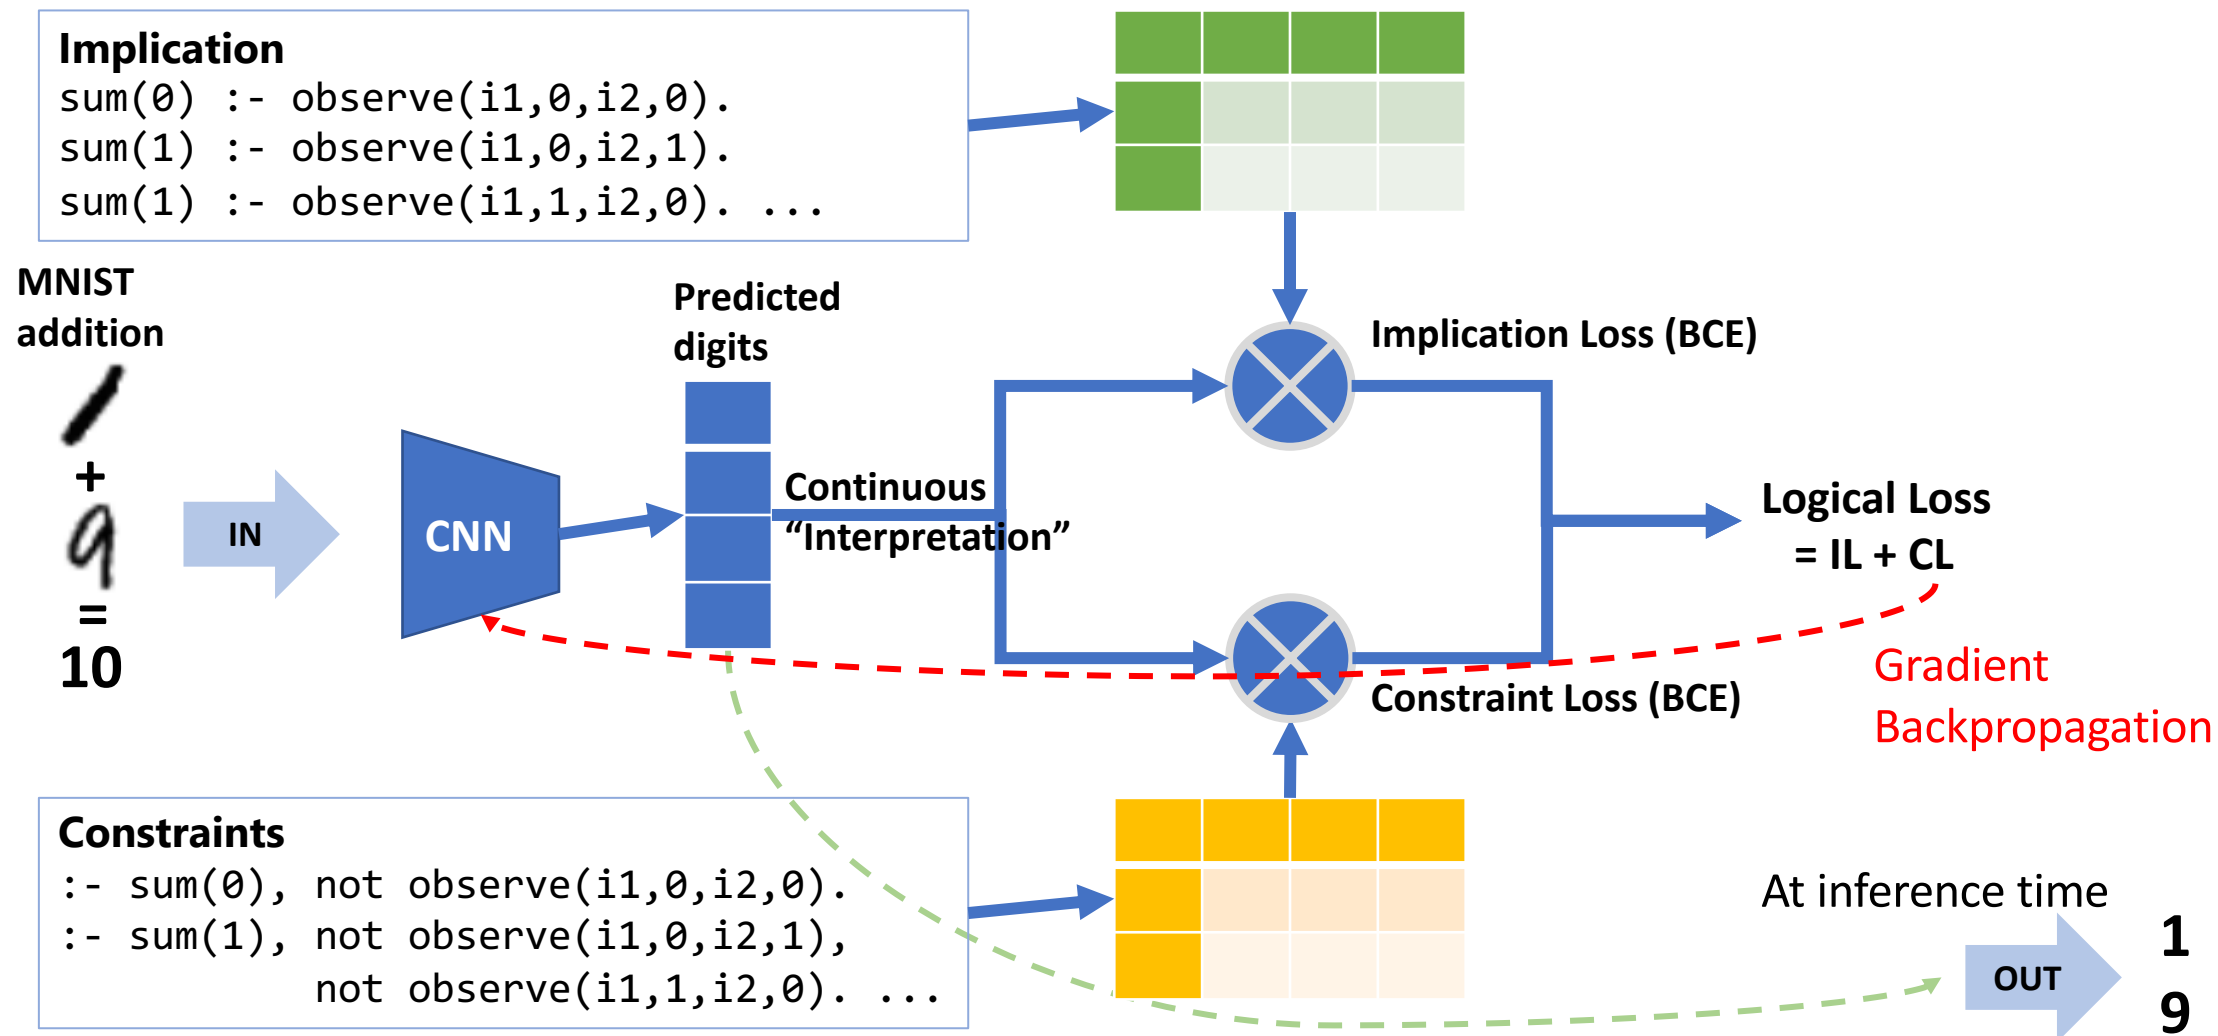 Implication
sum(0) :- observe(i1,0,i2,0).
sum(1) :- observe(i1,0,i2,1).
sum(1) :- observe(i1,1,i2,0). ...
MNIST
addition
1
+
9
=
10
IN
CNN
Predicted
digits
Continuous
“Interpretation”
Implication Loss (BCE)
Constraint Loss (BCE)
Logical Loss
= IL + CL
Gradient
Backpropagation
Constraints
:- sum(0), not observe(i1,0,i2,0).
:- sum(1), not observe(i1,0,i2,1),
not observe(i1,1,i2,0). ...
At inference time
OUT
1
9